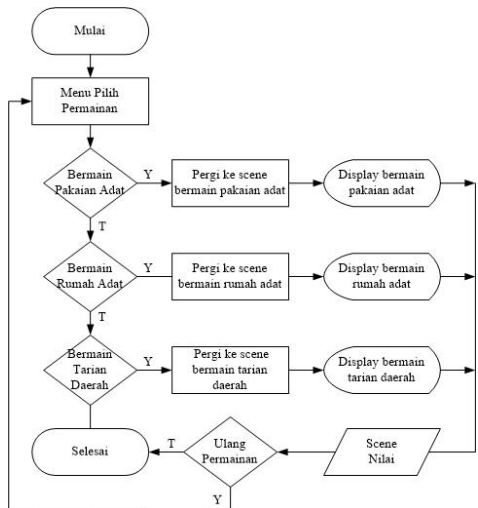 Mulai
Menu Pilih
Permainan
Bermain
Pakaian Adat
Y
Pergi ke scene
bermain pakaian adat
Display bermain
pakaian adat
T
Bermain
Rumah Adat
Y
Pergi ke scene
bermain rumah adat
Display bermain
rumah adat
T
Bermain
Tarian
Daerah
Y
Pergi ke scene
bermain tarian
daerah
Display bermain
tarian daerah
Selesai
T
Ulang
Permainan
Scene
Nilai
Y